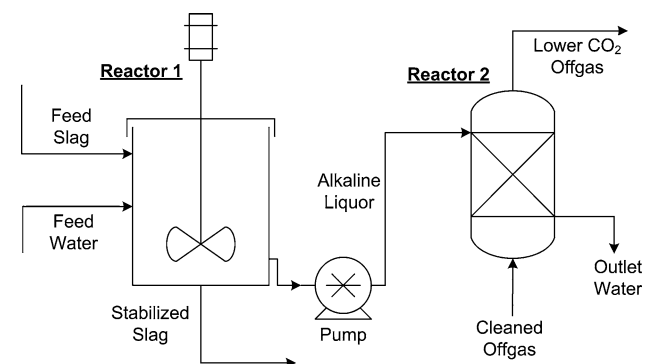 Reactor 1
Feed
Slag
Feed
Water
Stabilized
Slag
Pump
Alkaline
Liquor
Reactor 2
Lower CO₂
Offgas
Outlet
Water
Cleaned
Offgas